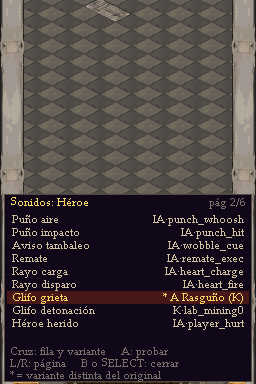 Sonidos: Héroe pág 2/6
Puño aire IA·punch_whoosh
Puño impacto IA·punch_hit
Aviso tambaleo IA·wobble_cue
Remate IA·remate_exec
Rayo carga IA·heart_charge
Rayo disparo IA·heart_fire
Glifo grieta * A Rasguño (K)
Glifo detonación K·lab_mining0
Héroe herido IA·player_hurt
Cruz: fila y variante A: probar
L/R: página B o SELECT: cerrar
* = variante distinta del original